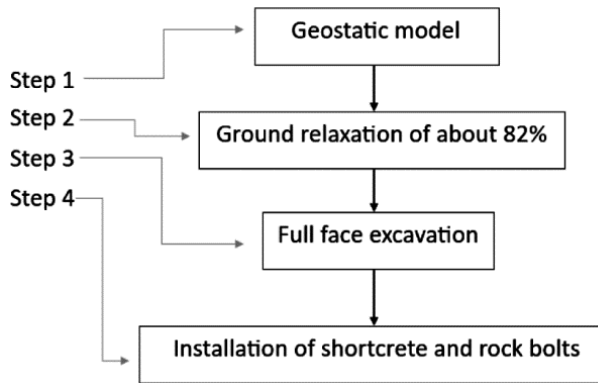 Geostatic model
Step 1
Step 2
Ground relaxation of about 82%
Step 3
Step 4
Full face excavation
Installation of shortcrete and rock bolts